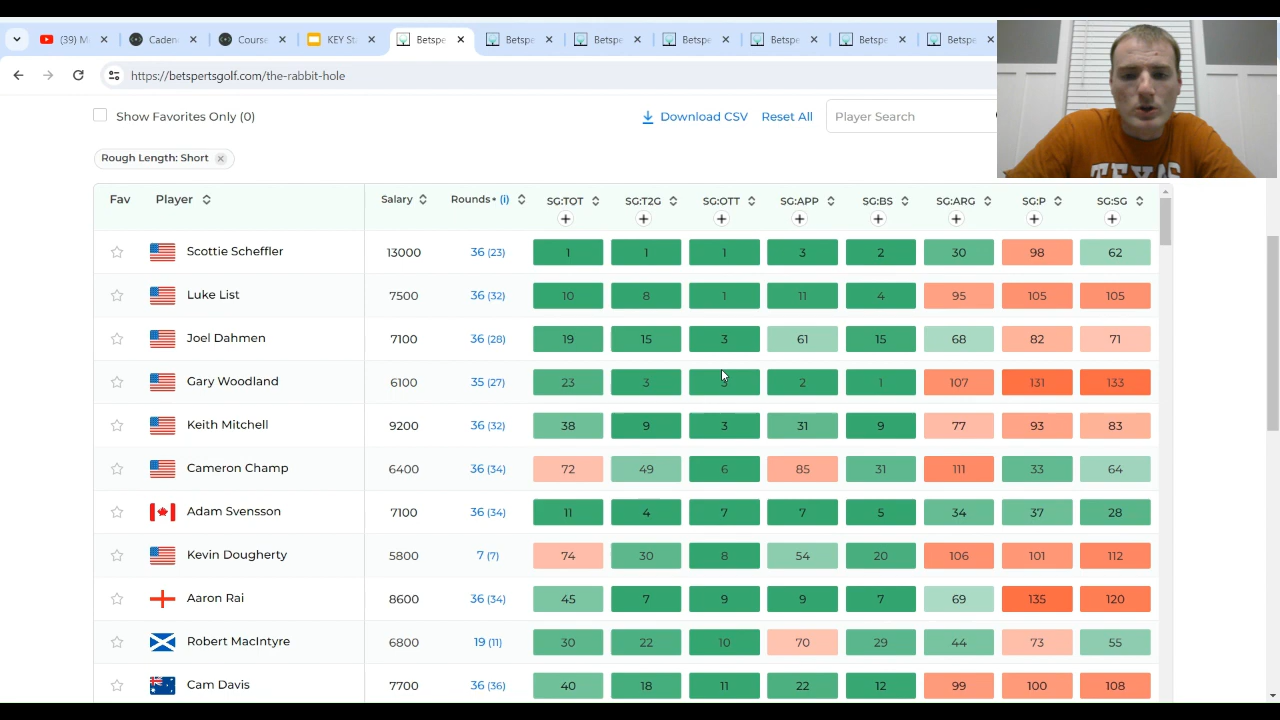 (39) M
Caden
Course
KEY St
Betspe
Betspe
Betspe
Betspe
Betspe
Betspe
Betspe
https://betspertsgolf.com/the-rabbit-hole
Show Favorites Only (0)
Download CSV
Reset All
Player Search
Rough Length: Short
Fav Player Salary Rounds* (i) SG:TOT SG:T2G SG:OTT SG:APP SG:BS SG:ARG SG:P SG:SG
Scottie Scheffler 13000 36 (23) 1 1 1 3 2 30 98 62
Luke List 7500 36 (32) 10 8 1 11 4 95 105 105
Joel Dahmen 7100 36 (28) 19 15 3 61 15 68 82 71
Gary Woodland 6100 35 (27) 23 3 2 1 107 131 133
Keith Mitchell 9200 36 (32) 38 9 3 31 9 77 93 83
Cameron Champ 6400 36 (34) 72 49 6 85 31 111 33 64
Adam Svensson 7100 36 (34) 11 4 7 7 5 34 37 28
Kevin Dougherty 5800 7 (7) 74 30 8 54 20 106 101 112
Aaron Rai 8600 36 (34) 45 7 9 9 7 69 135 120
Robert MacIntyre 6800 19 (11) 30 22 10 70 29 44 73 55
Cam Davis 7700 36 (36) 40 18 11 22 12 99 100 108
TEXAS